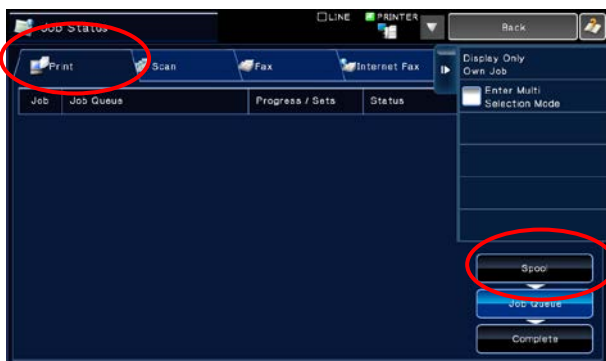 Job Status
LINE
PRINTER
Back
Print
Scan
Fax
Internet Fax
Display Only
Own Job
Enter Multi
Selection Mode
Job
Job Queue
Progress / Sets
Status
Spool
Job Queue
Complete